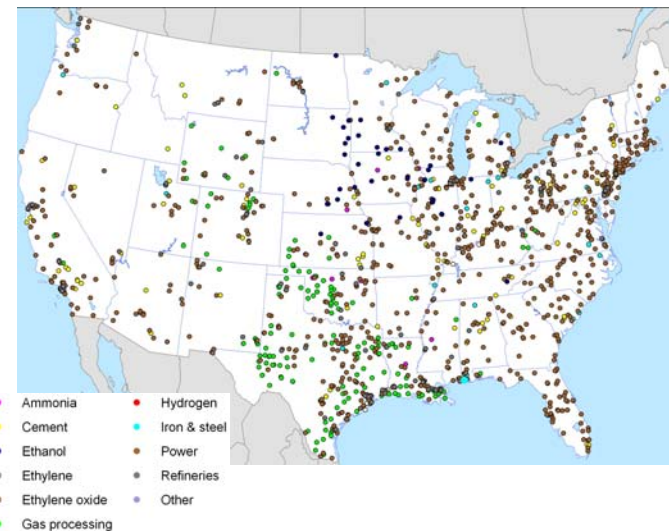 Ammonia
Cement
Ethanol
Ethylene
Ethylene oxide
Gas processing
Hydrogen
Iron & steel
Power
Refineries
Other